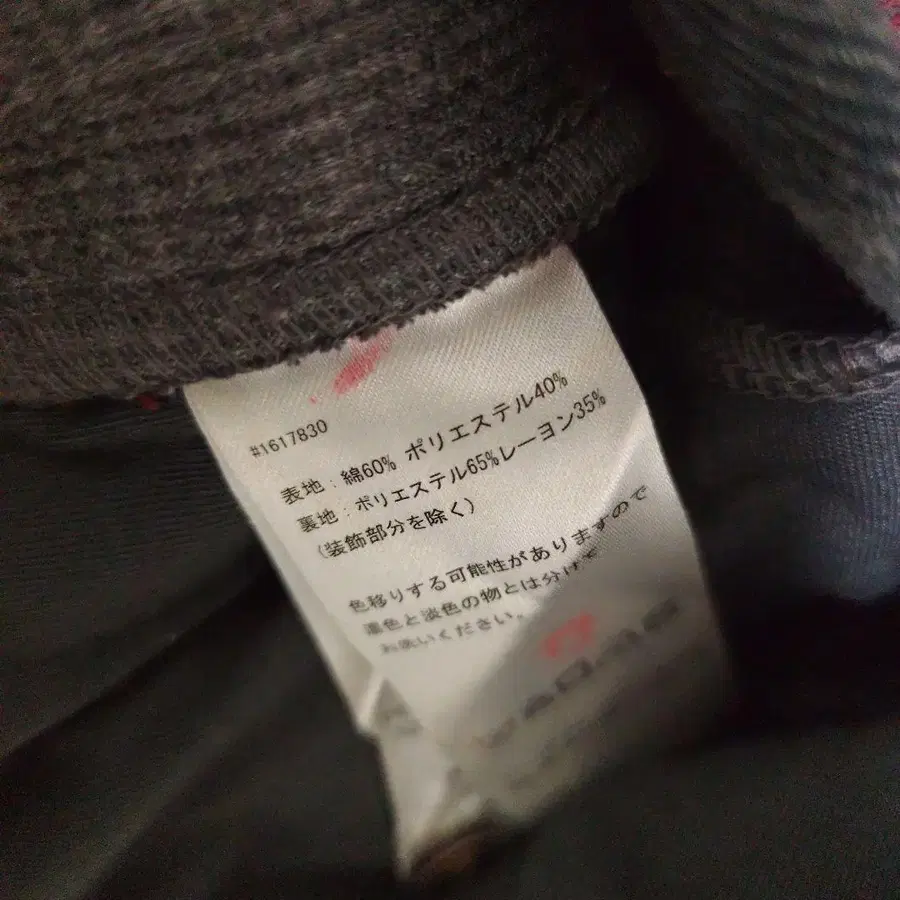 #1617830
表地:綿60% ポリエステル40%
裏地:ポリエステル65%レーヨン35%
(装飾部分を除く)
色移りする可能性がありますので
濃色と淡色の物とは分けて
お洗いください。